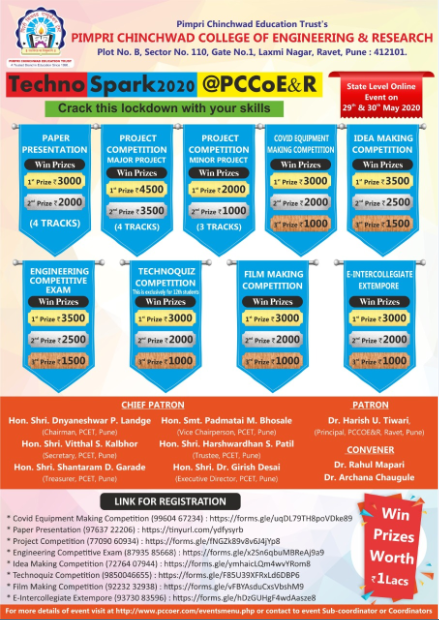 Pimpri Chinchwad Education Trust's
PIMPRI CHINCHWAD COLLEGE OF ENGINEERING & RESEARCH
Plot No. B, Sector No. 110, Gate No.1, Laxmi Nagar, Ravet, Pune : 412101.
PIMPRI CHINCHWAD EDUCATION TRUST
Techno Spark2020 @PCCoE&R
Crack this lockdown with your skills
State Level Online
Event on
29th & 30th May 2020
PAPER
PRESENTATION
Win Prizes
1st Prize ₹3000
2nd Prize ₹2000
(4 TRACKS)
PROJECT
COMPETITION
MAJOR PROJECT
Win Prizes
1st Prize ₹4500
2nd Prize ₹3500
(4 TRACKS)
PROJECT
COMPETITION
MINOR PROJECT
Win Prizes
1st Prize ₹2000
2nd Prize ₹1000
(3 TRACKS)
COVID EQUIPMENT
MAKING COMPETITION
Win Prizes
1st Prize ₹3000
2nd Prize ₹2000
3rd Prize ₹1000
IDEA MAKING
COMPETITION
Win Prizes
1st Prize ₹3500
2nd Prize ₹2500
3rd Prize ₹1500
ENGINEERING
COMPETITIVE
EXAM
Win Prizes
1st Prize ₹3500
2nd Prize ₹2500
3rd Prize ₹1500
TECHNOQUIZ
COMPETITION
This is exclusively for 12th students
Win Prizes
1st Prize ₹3000
2nd Prize ₹2000
3rd Prize ₹1000
FILM MAKING
COMPETITION
Win Prizes
1st Prize ₹3000
2nd Prize ₹2000
3rd Prize ₹1000
E-INTERCOLLEGIATE
EXTEMPORE
Win Prizes
1st Prize ₹3000
2nd Prize ₹2000
3rd Prize ₹1000
CHIEF PATRON
Hon. Shri. Dnyaneshwar P. Landge
(Chairman, PCET, Pune)
Hon. Smt. Padmatai M. Bhosale
(Vice Chairperson, PCET, Pune)
Hon. Shri. Vitthal S. Kalbhor
(Secretary, PCET, Pune)
Hon. Shri. Harshwardhan S. Patil
(Trustee, PCET, Pune)
Hon. Shri. Shantaram D. Garade
(Treasurer, PCET, Pune)
Hon. Shri. Dr. Girish Desai
(Executive Director, PCET, Pune)
PATRON
Dr. Harish U. Tiwari,
(Principal, PCCOE&R, Ravet, Pune)
CONVENER
Dr. Rahul Mapari
Dr. Archana Chaugule
LINK FOR REGISTRATION
* Covid Equipment Making Competition (99604 67234) : https://forms.gle/uqDL79TH8poVDke89
* Paper Presentation (97637 22206) : https://tinyurl.com/ydfysyrb
* Project Competition (77090 60934) : https://forms.gle/fNGZk89v8v6J4jYp8
* Engineering Competitive Exam (87935 85668) : https://forms.gle/x2Sn6qbuMBReAJ9a9
* Idea Making Competition (72764 07944) : https://forms.gle/ymhaicLQm4wvYRom8
* Technoquiz Competition (9850046655) : https://forms.gle/F85U39XFRxLd6DBP6
* Film Making Competition (92232 32938) : https://forms.gle/vFBYAsduCxsVbshM9
* E-Intercollegiate Extempore (93730 83596) : https://forms.gle/hDzGUHgF4wdAasze8
Win
Prizes
Worth
₹1Lacs
For more details of event visit at http://www.pccoer.com/eventsmenu.php or contact to event Sub-coordinator or Coordinators